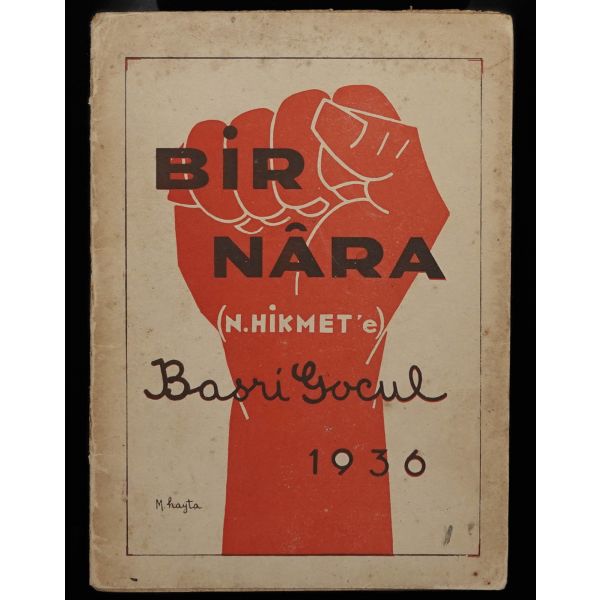 BİR
NÂRA
(N.HİKMET'e)
Basri Gocul
1936
M. hayta